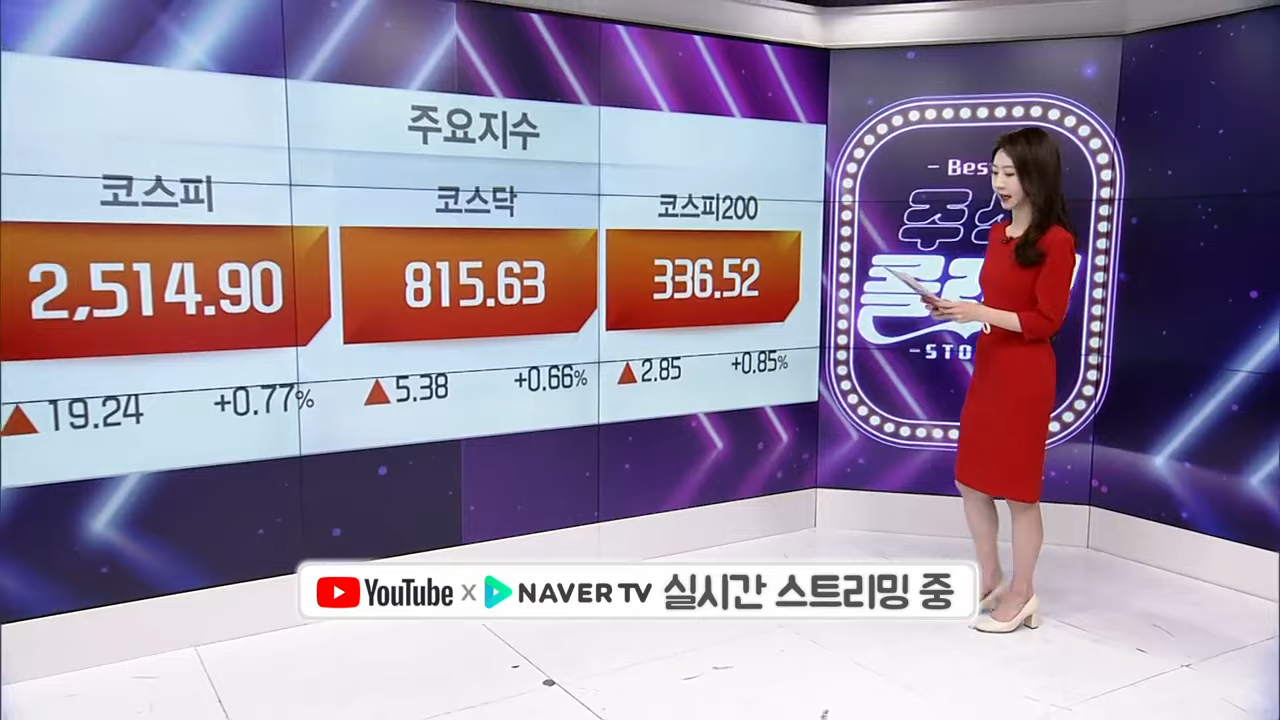 주요지수
코스피
코스닥
코스피200
2,514.90
815.63
336.52
▲ 19.24 +0.77%
▲ 5.38 +0.66%
▲ 2.85 +0.85%
- Bes
- STO
YouTube x NAVER TV 실시간 스트리밍 중